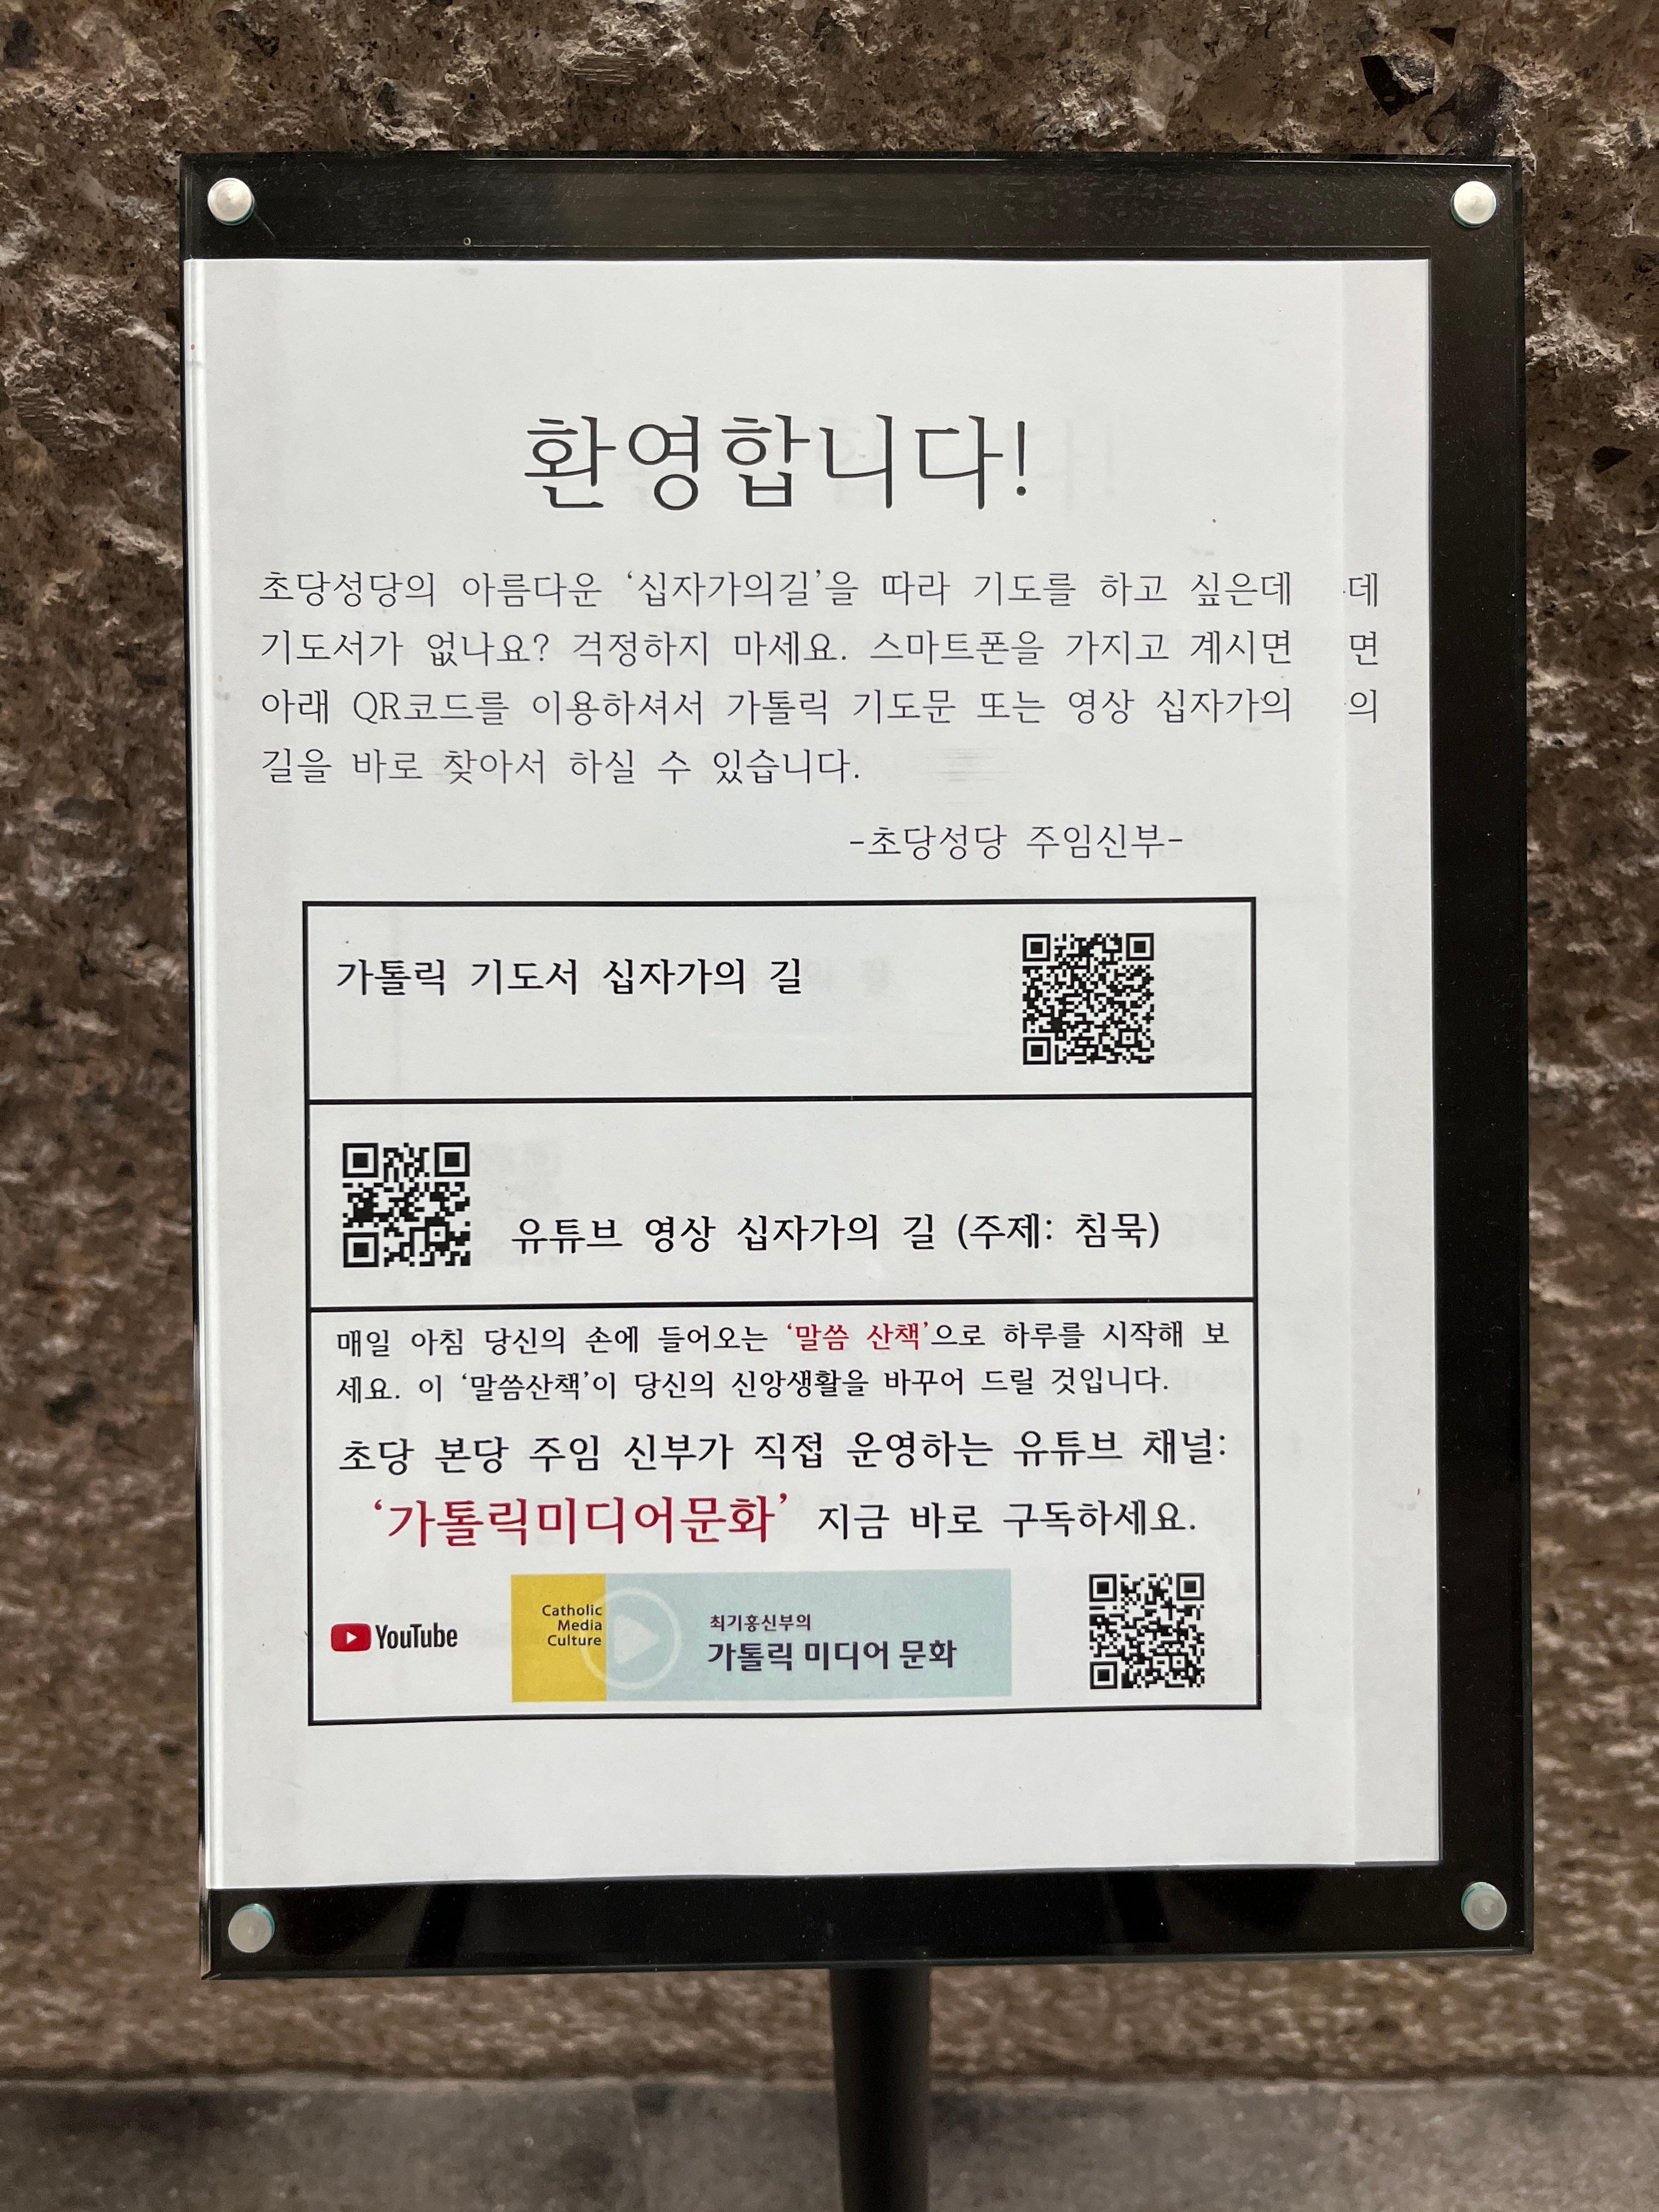 환영합니다!
초당성당의 아름다운 ‘십자가의길’을 따라 기도를 하고 싶은데 데
기도서가 없나요? 걱정하지 마세요. 스마트폰을 가지고 계시면 면
아래 QR코드를 이용하셔서 가톨릭 기도문 또는 영상 십자가의 의
길을 바로 찾아서 하실 수 있습니다.
-초당성당 주임신부-
가톨릭 기도서 십자가의 길
유튜브 영상 십자가의 길 (주제: 침묵)
매일 아침 당신의 손에 들어오는 ‘말씀 산책’으로 하루를 시작해 보
세요. 이 ‘말씀산책’이 당신의 신앙생활을 바꾸어 드릴 것입니다.
초당 본당 주임 신부가 직접 운영하는 유튜브 채널:
‘가톨릭미디어문화’ 지금 바로 구독하세요.
YouTube
Catholic
Media
Culture
최기홍신부의
가톨릭 미디어 문화